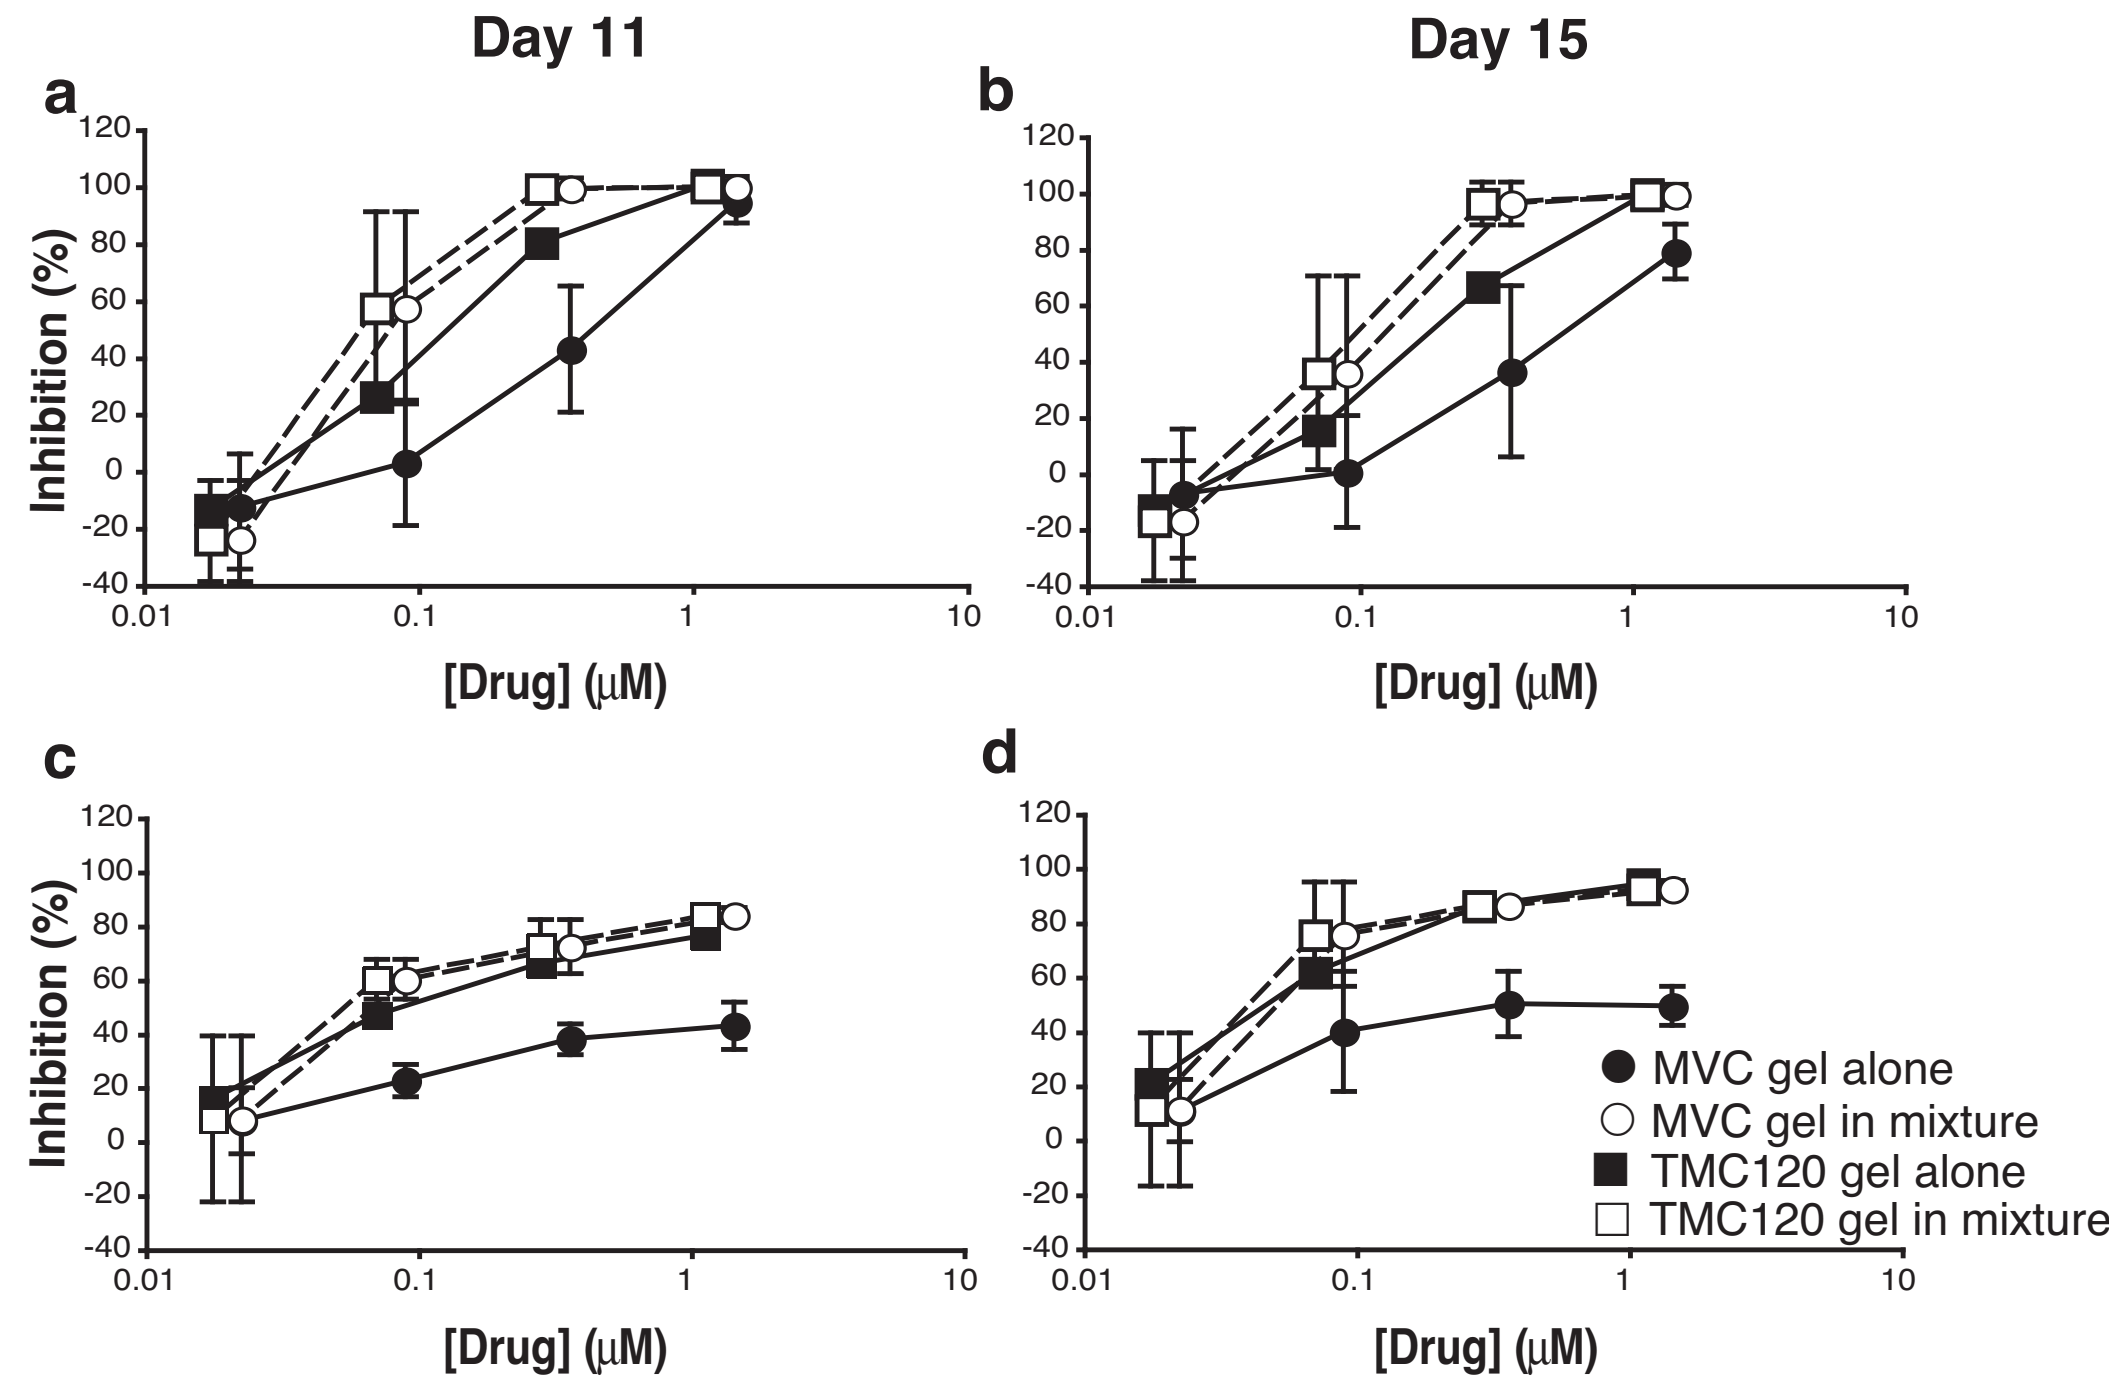 Day 11
Day 15
a
120
100
80
60
40
20
0
-20
-40
Inhibition (%)
0.01 0.1 1 10
[Drug] (μM)
b
120
100
80
60
40
20
0
-20
-40
0.01 0.1 1 10
[Drug] (μM)
c
120
100
80
60
40
20
0
-20
-40
Inhibition (%)
0.01 0.1 1 10
[Drug] (μM)
d
120
100
80
60
40
20
0
-20
-40
0.01 0.1 1 10
[Drug] (μM)
MVC gel alone
MVC gel in mixture
TMC120 gel alone
TMC120 gel in mixture